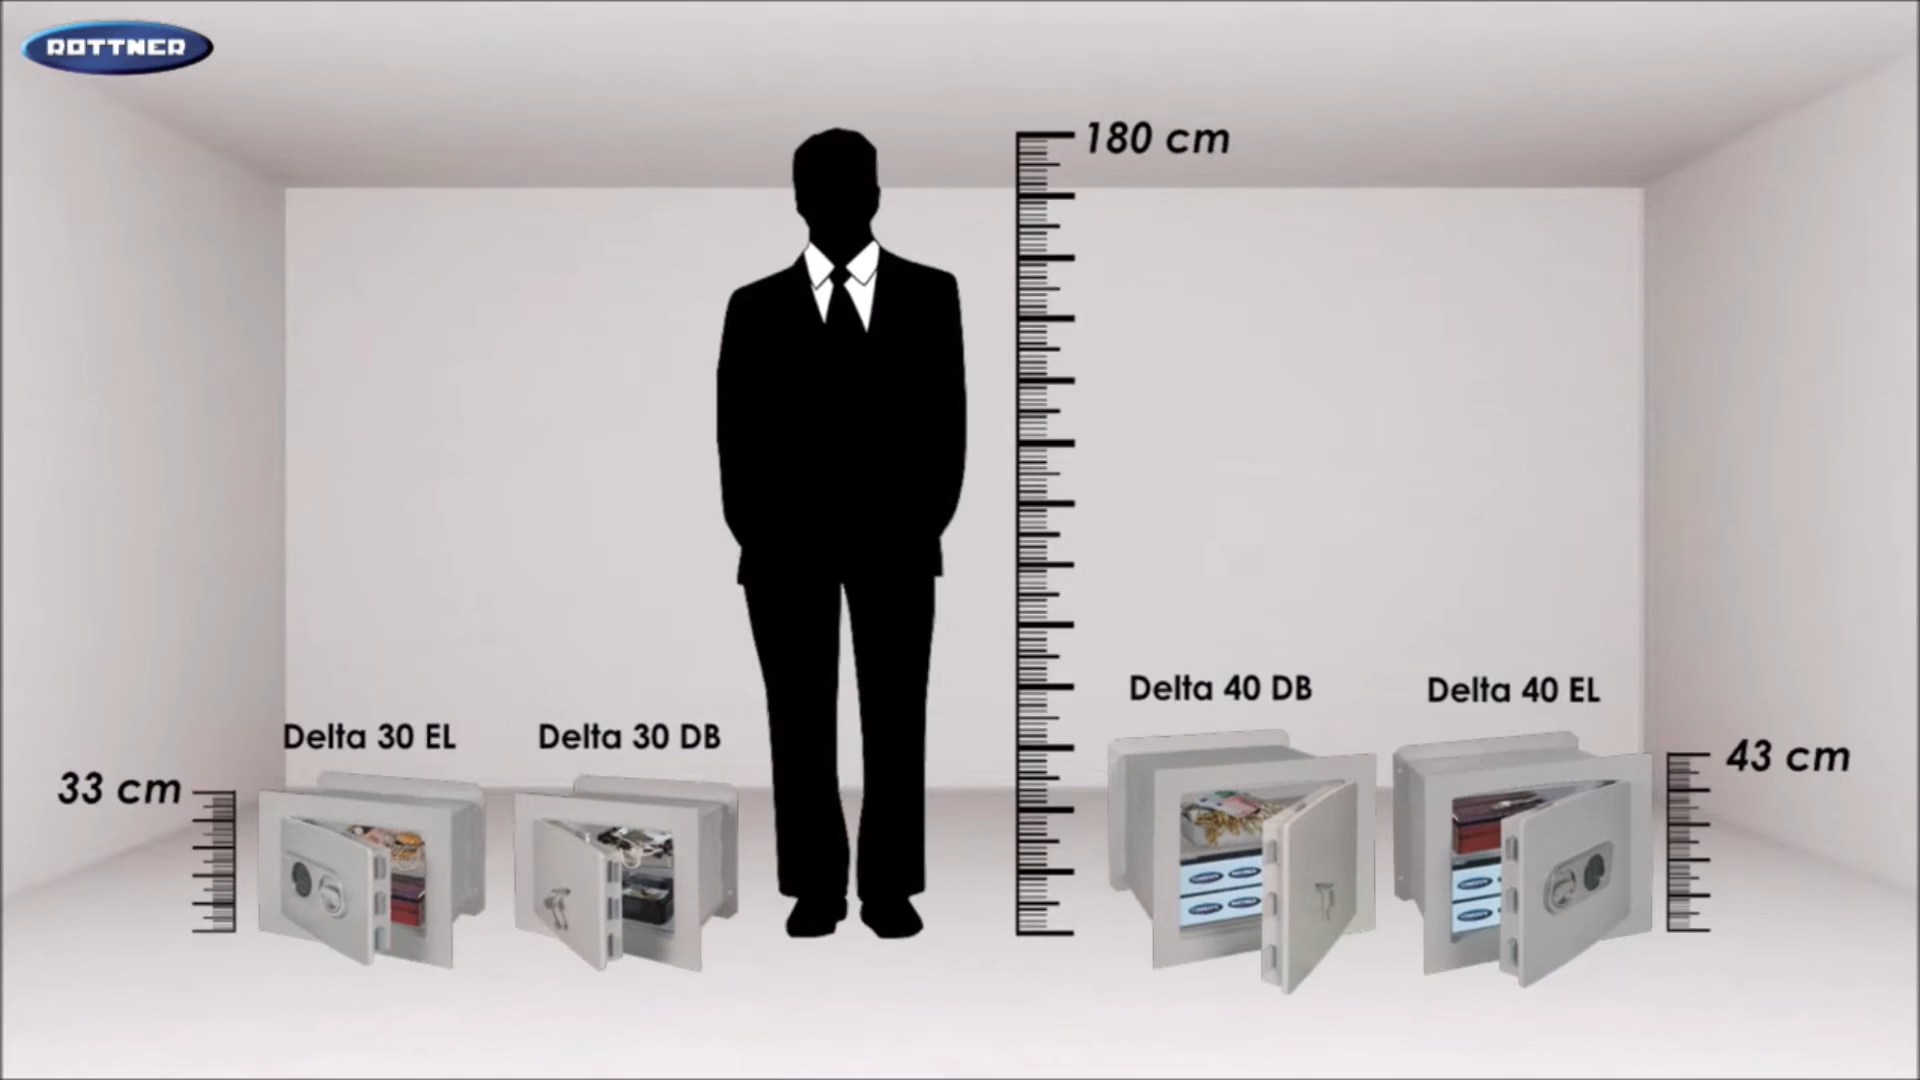 ROTTNER
180 cm
Delta 40 DB
Delta 40 EL
Delta 30 EL
Delta 30 DB
33 cm
43 cm